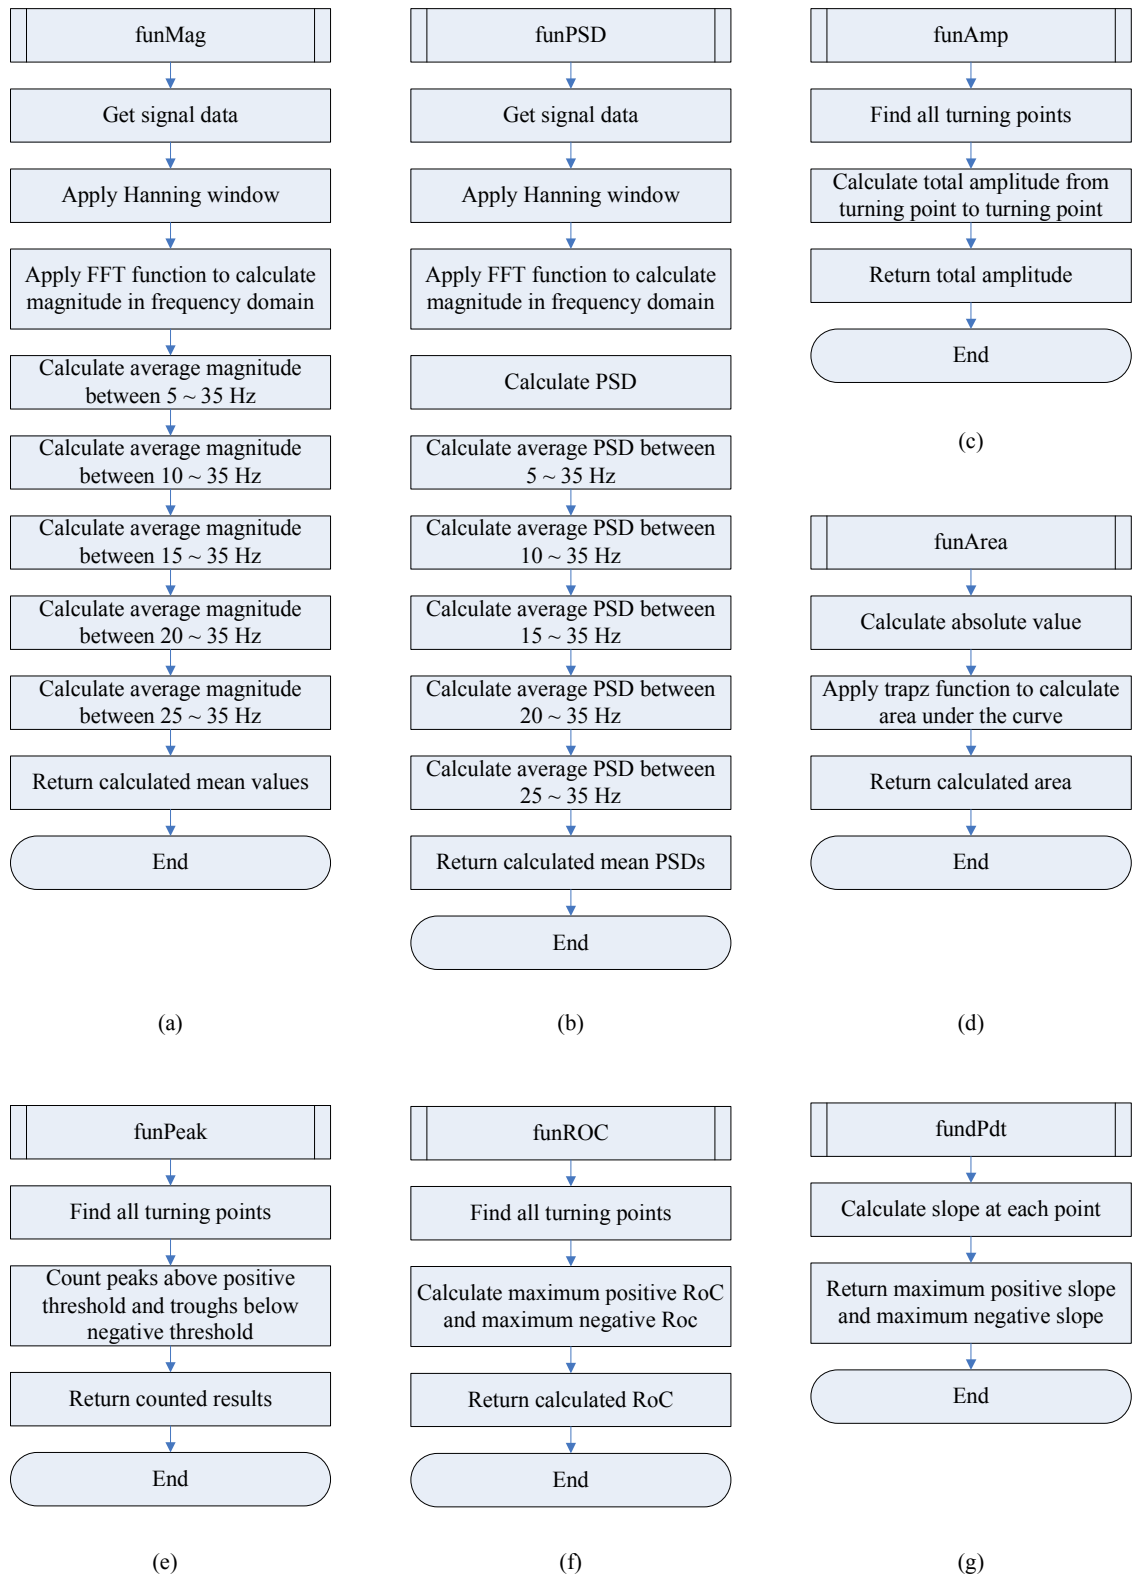 funMag
Get signal data
Apply Hanning window
Apply FFT function to calculate
magnitude in frequency domain
Calculate average magnitude
between 5 ~ 35 Hz
Calculate average magnitude
between 10 ~ 35 Hz
Calculate average magnitude
between 15 ~ 35 Hz
Calculate average magnitude
between 20 ~ 35 Hz
Calculate average magnitude
between 25 ~ 35 Hz
Return calculated mean values
End
(a)
funPSD
Get signal data
Apply Hanning window
Apply FFT function to calculate
magnitude in frequency domain
Calculate PSD
Calculate average PSD between
5 ~ 35 Hz
Calculate average PSD between
10 ~ 35 Hz
Calculate average PSD between
15 ~ 35 Hz
Calculate average PSD between
20 ~ 35 Hz
Calculate average PSD between
25 ~ 35 Hz
Return calculated mean PSDs
End
(b)
funAmp
Find all turning points
Calculate total amplitude from
turning point to turning point
Return total amplitude
End
(c)
funArea
Calculate absolute value
Apply trapz function to calculate
area under the curve
Return calculated area
End
(d)
funPeak
Find all turning points
Count peaks above positive
threshold and troughs below
negative threshold
Return counted results
End
(e)
funROC
Find all turning points
Calculate maximum positive RoC
and maximum negative Roc
Return calculated RoC
End
(f)
fundPdt
Calculate slope at each point
Return maximum positive slope
and maximum negative slope
End
(g)